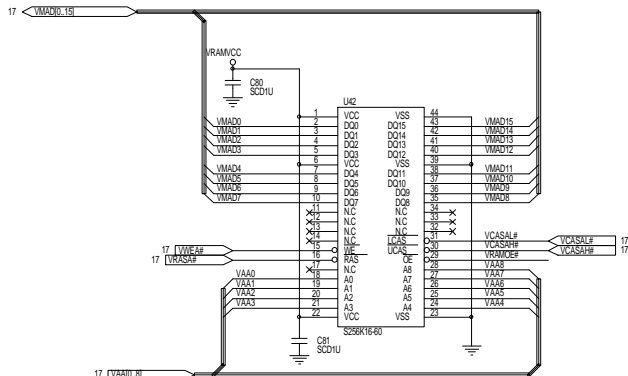 17 VMAD[0..15]
VRAMVCC
C80
SCD1U
U42
1 VCC VSS 44
VMAD0 2 DQ0 DQ15 43 VMAD15
VMAD1 3 DQ1 DQ14 42 VMAD14
VMAD2 4 DQ2 DQ13 41 VMAD13
VMAD3 5 DQ3 DQ12 40 VMAD12
6 VCC VSS 39
VMAD4 7 DQ4 DQ11 38 VMAD11
VMAD5 8 DQ5 DQ10 37 VMAD10
VMAD6 9 DQ6 DQ9 36 VMAD9
VMAD7 10 DQ7 DQ8 35 VMAD8
11 N.C N.C 34
12 N.C N.C 33
13 N.C N.C 32
14 N.C LCAS 31 VCASAL# VCASAL# 17
17 VWEA# 15 WE UCAS 30 VCASAH# VCASAH# 17
17 VRASA# 16 RAS OE 29 VRAMOE#
17 N.C A8 28 VAA8
VAA0 18 A0 A7 27 VAA7
VAA1 19 A1 A6 26 VAA6
VAA2 20 A2 A5 25 VAA5
VAA3 21 A3 A4 24 VAA4
22 VCC VSS 23
S256K16-60
C81
SCD1U
17 VAA[0..8]